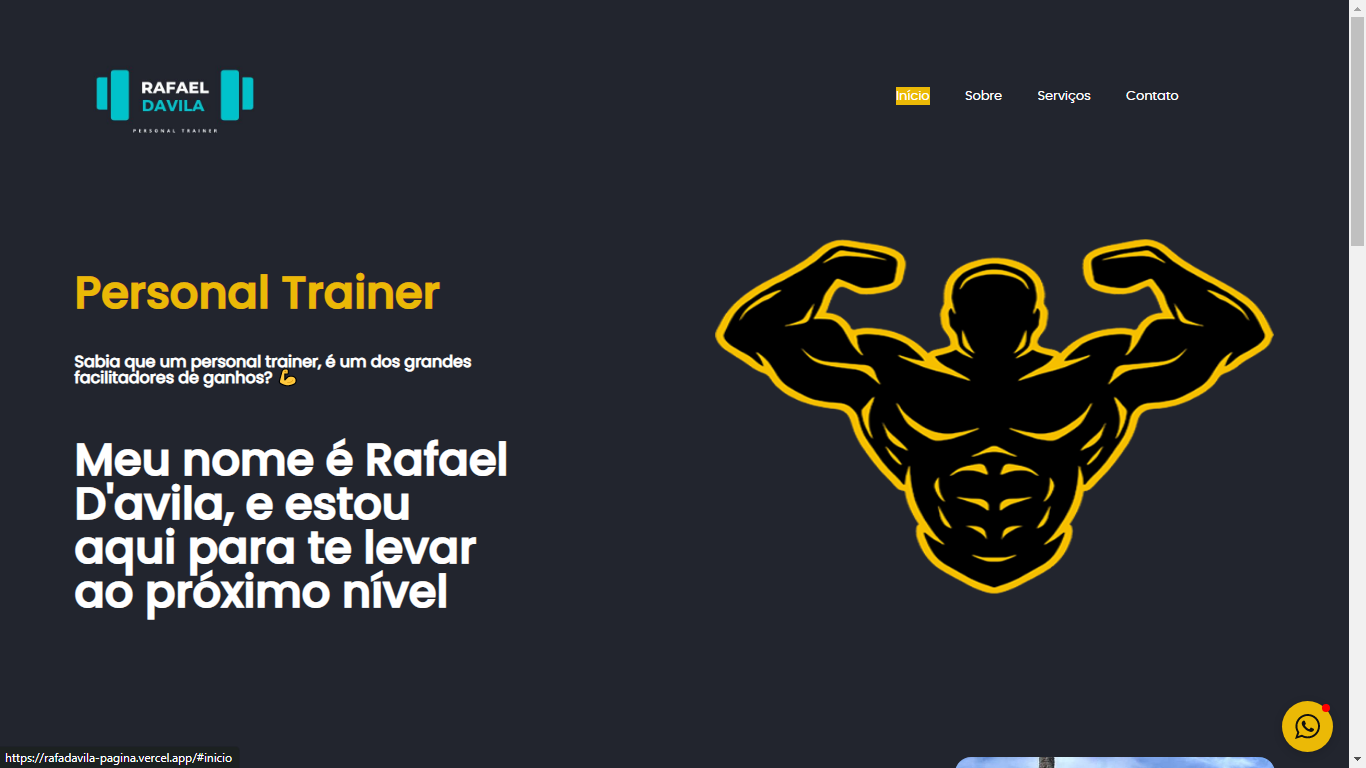 RAFAEL
DAVILA
PERSONAL TRAINER
Início Sobre Serviços Contato
Personal Trainer
Sabia que um personal trainer, é um dos grandes
facilitadores de ganhos? 💪
Meu nome é Rafael
D'avila, e estou
aqui para te levar
ao próximo nível
https://rafadavila-pagina.vercel.app/#inicio